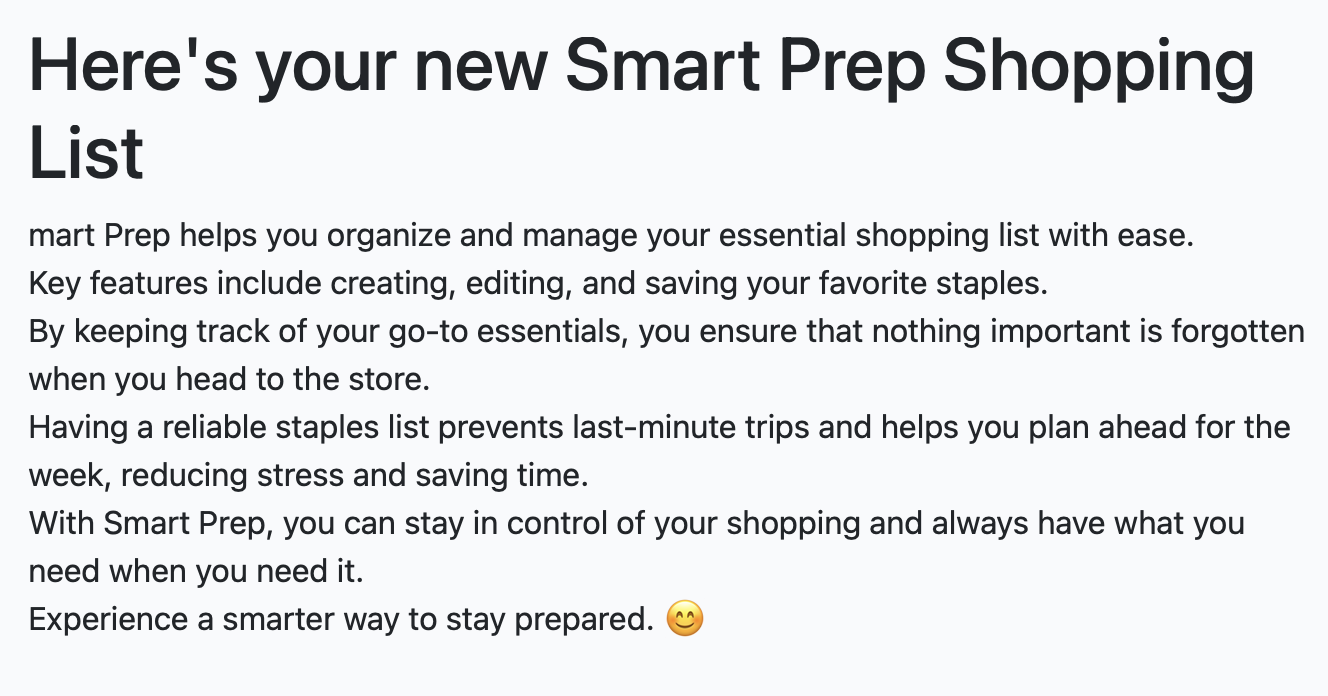 Here's your new Smart Prep Shopping
List
mart Prep helps you organize and manage your essential shopping list with ease.
Key features include creating, editing, and saving your favorite staples.
By keeping track of your go-to essentials, you ensure that nothing important is forgotten
when you head to the store.
Having a reliable staples list prevents last-minute trips and helps you plan ahead for the
week, reducing stress and saving time.
With Smart Prep, you can stay in control of your shopping and always have what you
need when you need it.
Experience a smarter way to stay prepared. 😊